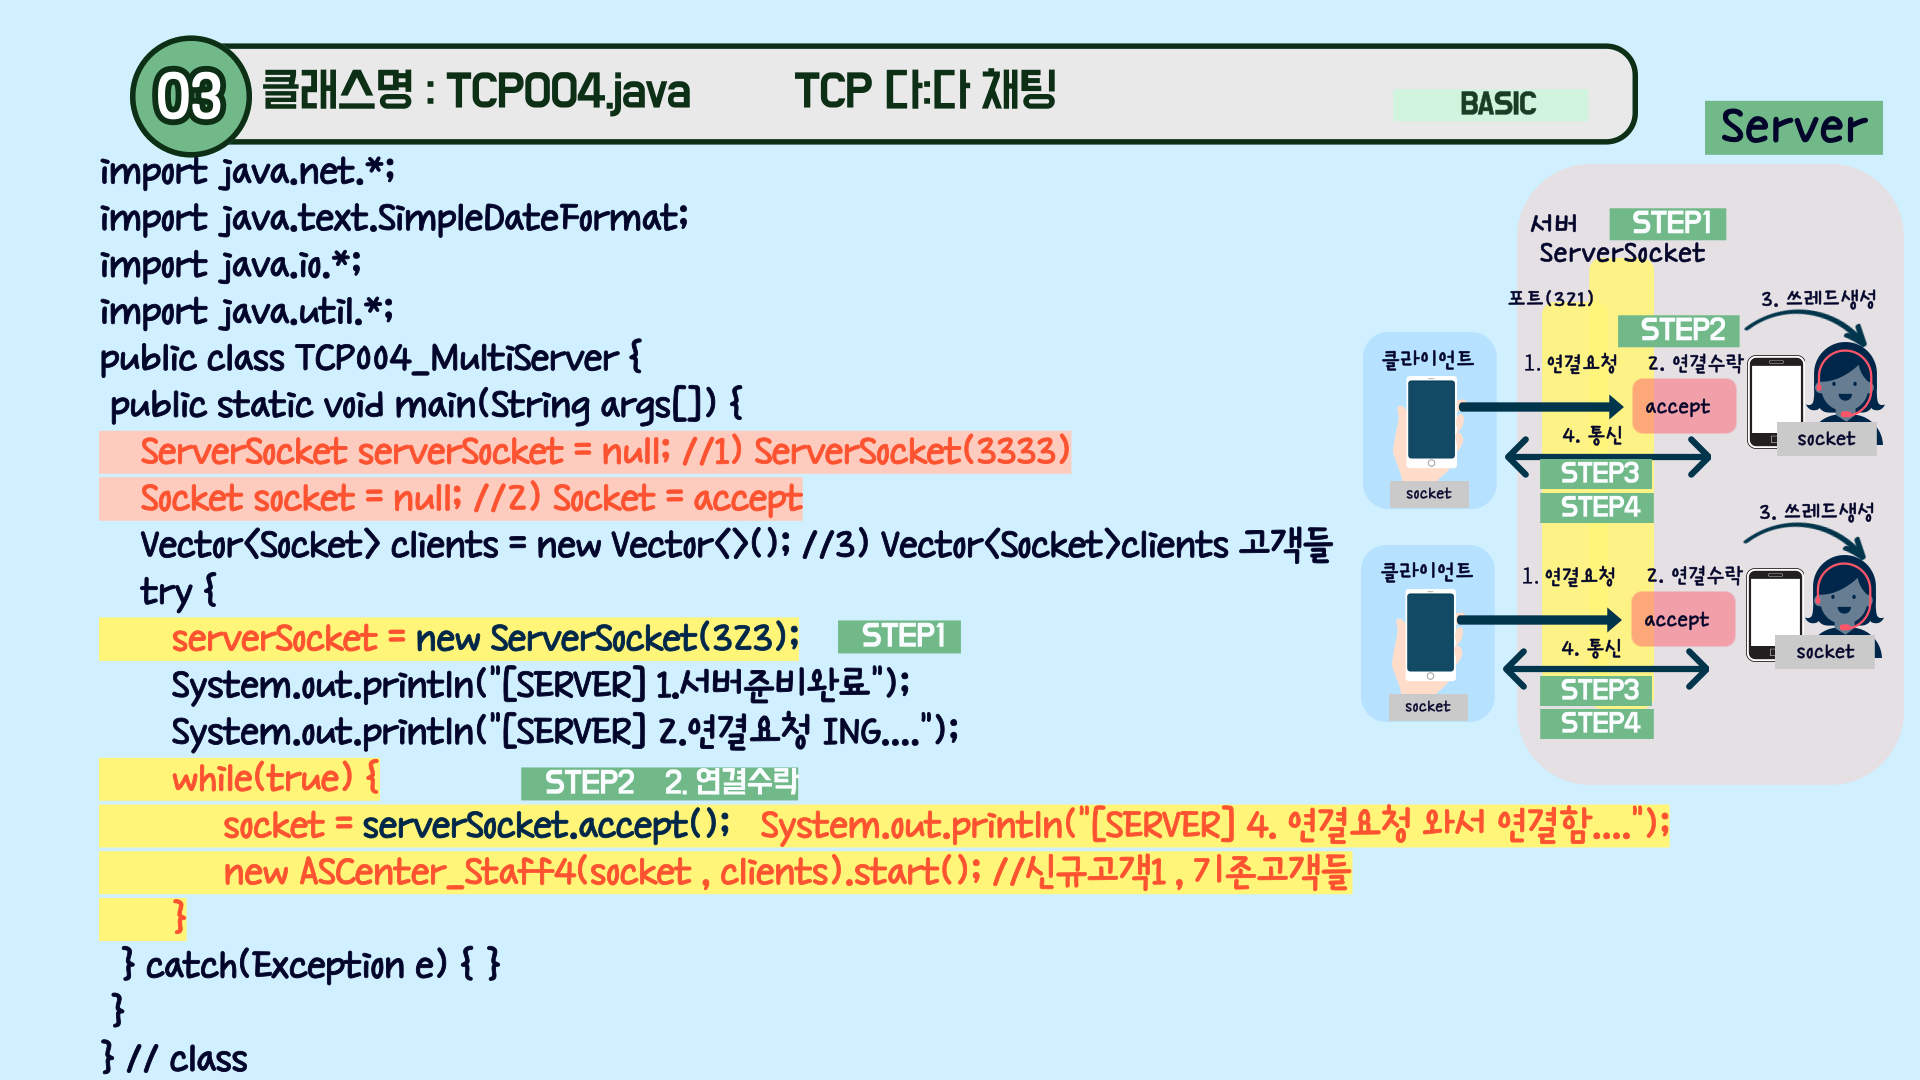 03 클래스명 : TCP004.java TCP 다:다 채팅 BASIC
Server
import java.net.*;
import java.text.SimpleDateFormat;
import java.io.*;
import java.util.*;
public class TCP004_MultiServer {
public static void main(String args[]) {
ServerSocket serverSocket = null; //1) ServerSocket(3333)
Socket socket = null; //2) Socket = accept
Vector<Socket> clients = new Vector<>(); //3) Vector<Socket>clients 고객들
try {
serverSocket = new ServerSocket(323); STEP1
System.out.println("[SERVER] 1.서버준비완료");
System.out.println("[SERVER] 2.연결요청 ING....");
while(true) { STEP2 2. 연결수락
socket = serverSocket.accept(); System.out.println("[SERVER] 4. 연결요청 와서 연결함....");
new ASCenter_Staff4(socket , clients).start(); //신규고객1 , 기존고객들
}
} catch(Exception e) { }
}
} // class
서버 STEP1
ServerSocket
포트(321)
3. 쓰레드생성
STEP2
클라이언트
1. 연결요청 2. 연결수락
accept
4. 통신
socket
STEP3
socket
STEP4
3. 쓰레드생성
클라이언트
1. 연결요청 2. 연결수락
accept
4. 통신
socket
STEP3
socket
STEP4